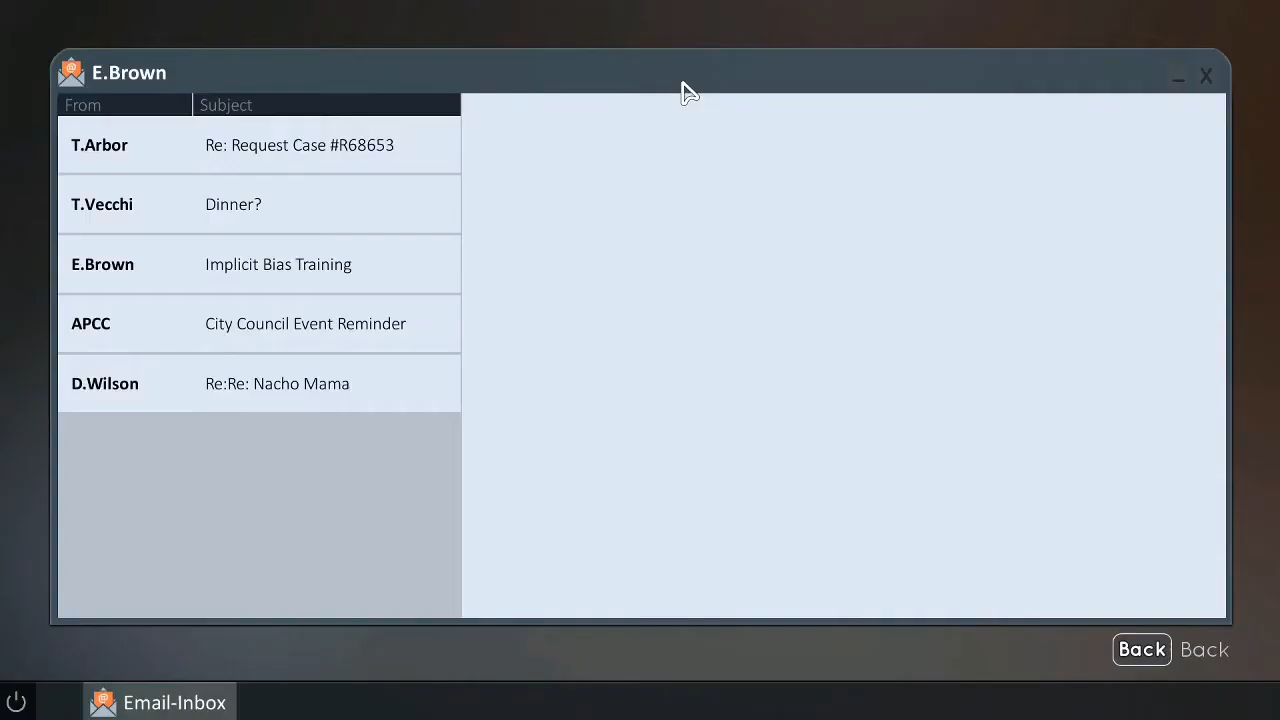 E.Brown
_ X
From Subject
T.Arbor Re: Request Case #R68653
T.Vecchi Dinner?
E.Brown Implicit Bias Training
APCC City Council Event Reminder
D.Wilson Re:Re: Nacho Mama
Back Back
Email-Inbox